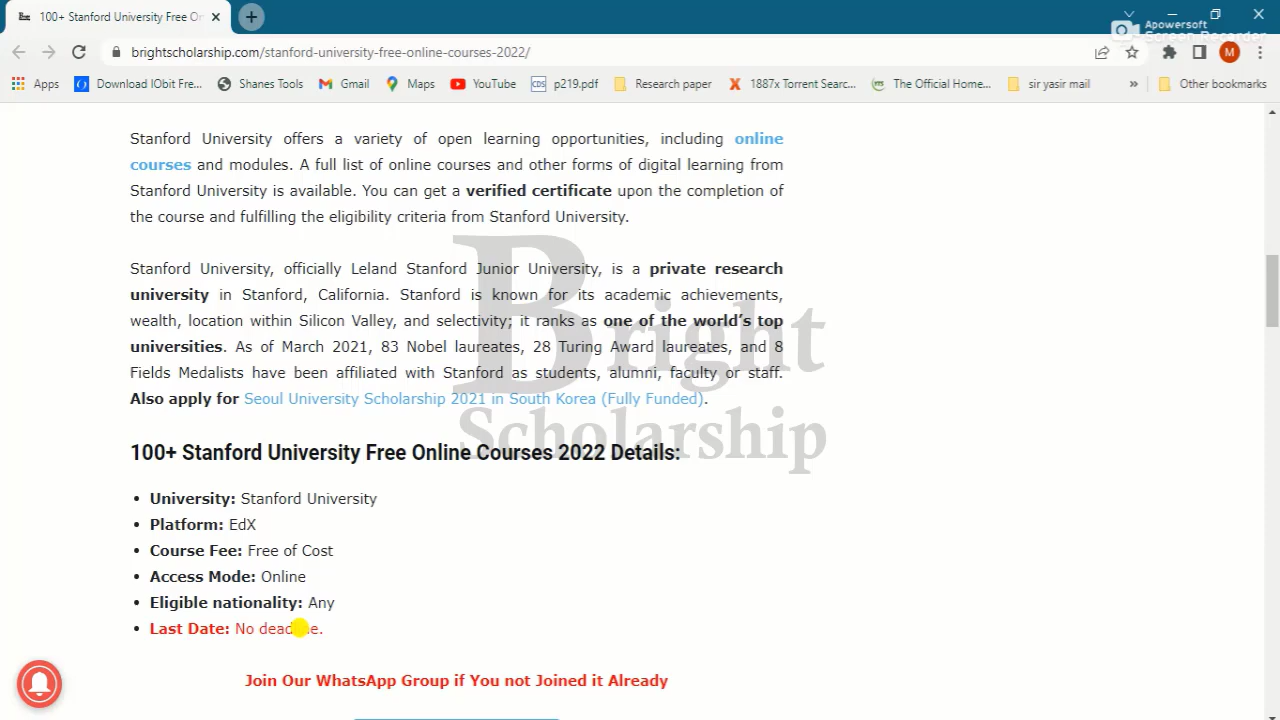 100+ Stanford University Free Or
Apowersoft
Screen Recorder
brightscholarship.com/stanford-university-free-online-courses-2022/
M
Apps
Download IObit Fre...
Shanes Tools
Gmail
Maps
YouTube
CDS
p219.pdf
Research paper
1887x Torrent Searc...
The Official Home...
sir yasir mail
»
Other bookmarks
Stanford University offers a variety of open learning opportunities, including online
courses and modules. A full list of online courses and other forms of digital learning from
Stanford University is available. You can get a verified certificate upon the completion of
the course and fulfilling the eligibility criteria from Stanford University.
Stanford University, officially Leland Stanford Junior University, is a private research
university in Stanford, California. Stanford is known for its academic achievements,
wealth, location within Silicon Valley, and selectivity; it ranks as one of the world's top
universities. As of March 2021, 83 Nobel laureates, 28 Turing Award laureates, and 8
Fields Medalists have been affiliated with Stanford as students, alumni, faculty or staff.
Also apply for Seoul University Scholarship 2021 in South Korea (Fully Funded).
Bright
Scholarship
100+ Stanford University Free Online Courses 2022 Details:
• University: Stanford University
• Platform: EdX
• Course Fee: Free of Cost
• Access Mode: Online
• Eligible nationality: Any
• Last Date: No deadline.
Join Our WhatsApp Group if You not Joined it Already